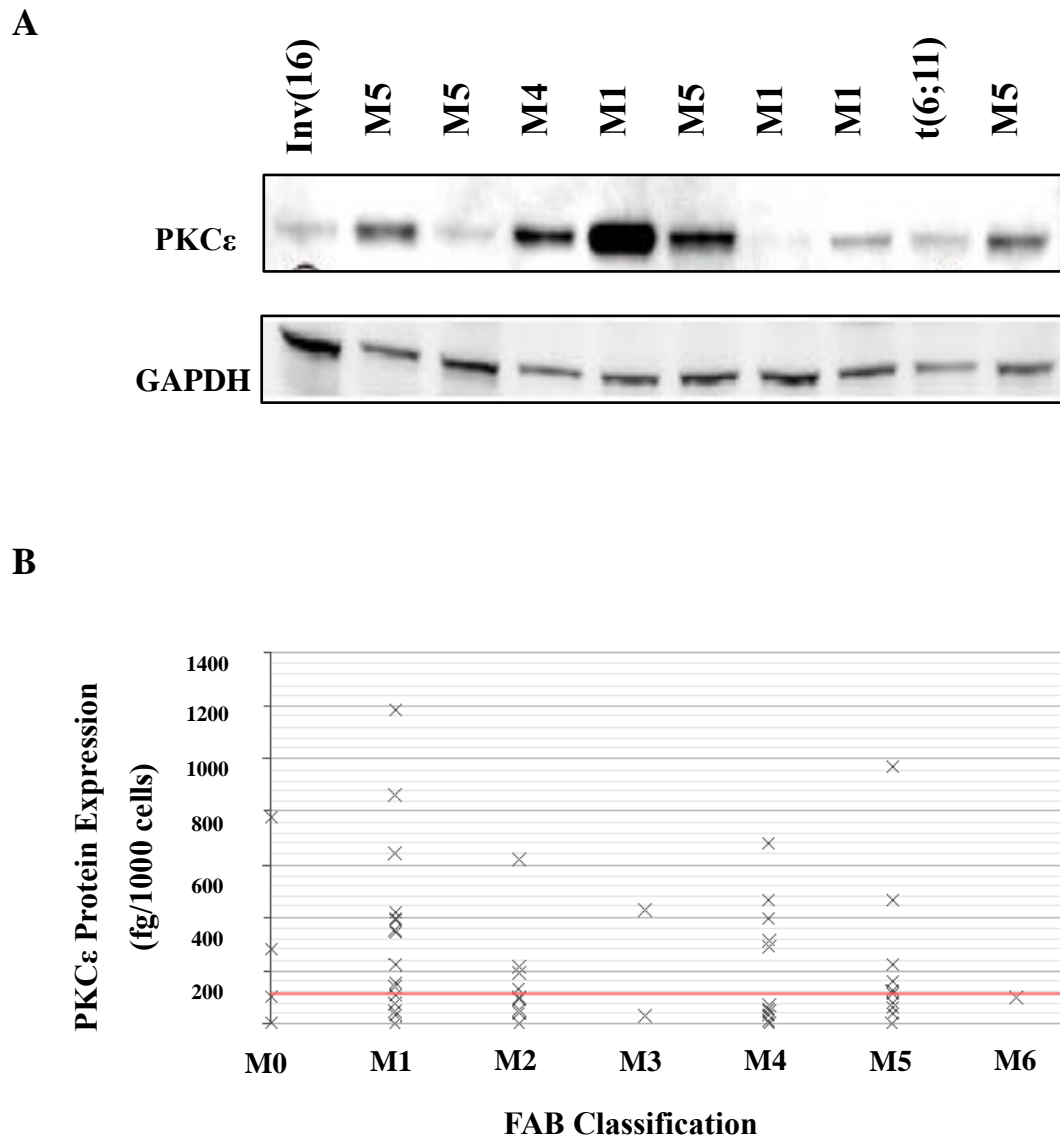 A
Inv(16) M5 M5 M4 M1 M5 M1 M1 t(6;11) M5
PKCε
GAPDH
B
PKCε Protein Expression
(fg/1000 cells)
1400
1200
1000
800
600
400
200
M0 M1 M2 M3 M4 M5 M6
FAB Classification